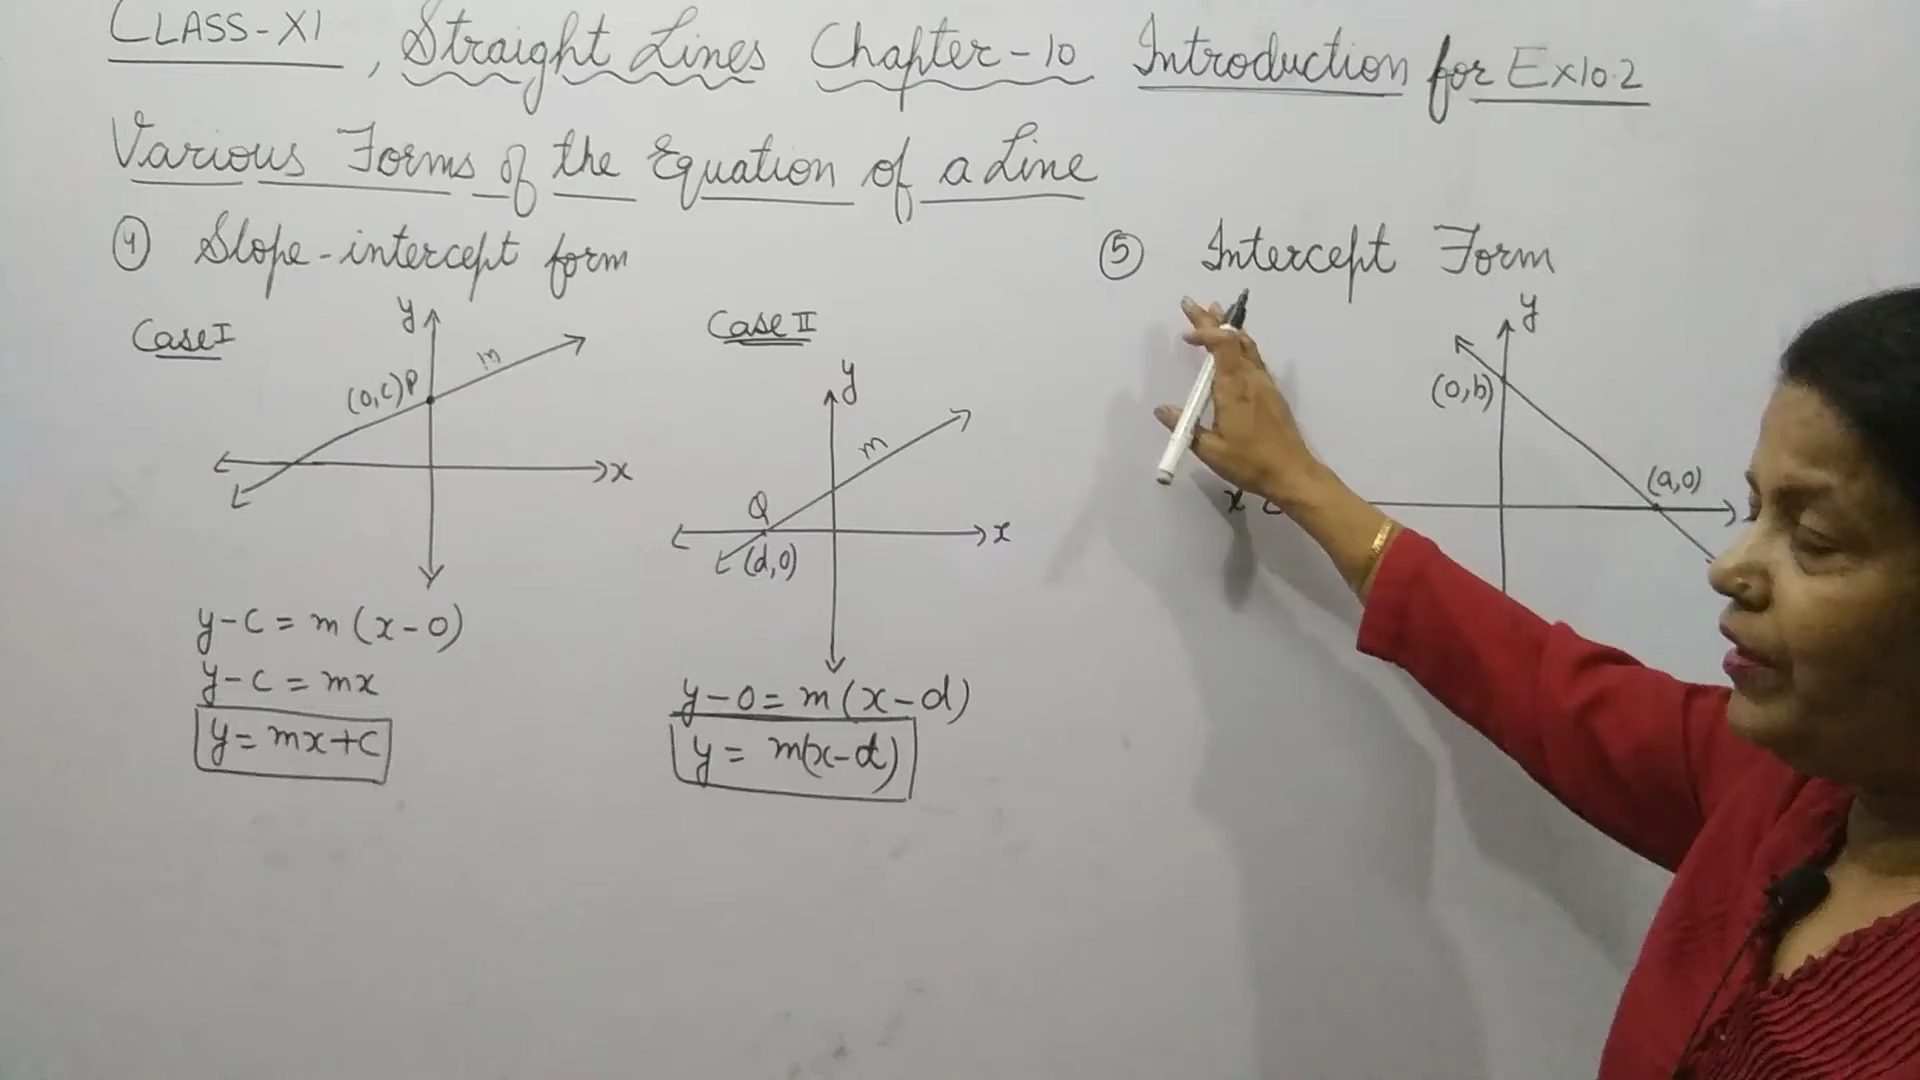 CLASS-XI, Straight Lines Chapter-10 Introduction for Ex10.2
Various Forms of the Equation of a Line
④ Slope-intercept form
Case I
y
m
(0,c)P
x
y-c = m(x-0)
y-c = mx
y = mx+c
Case II
y
m
Q
x
(d,0)
y-0 = m(x-d)
y = m(x-d)
⑤ Intercept Form
y
(0,b)
(a,0)
x